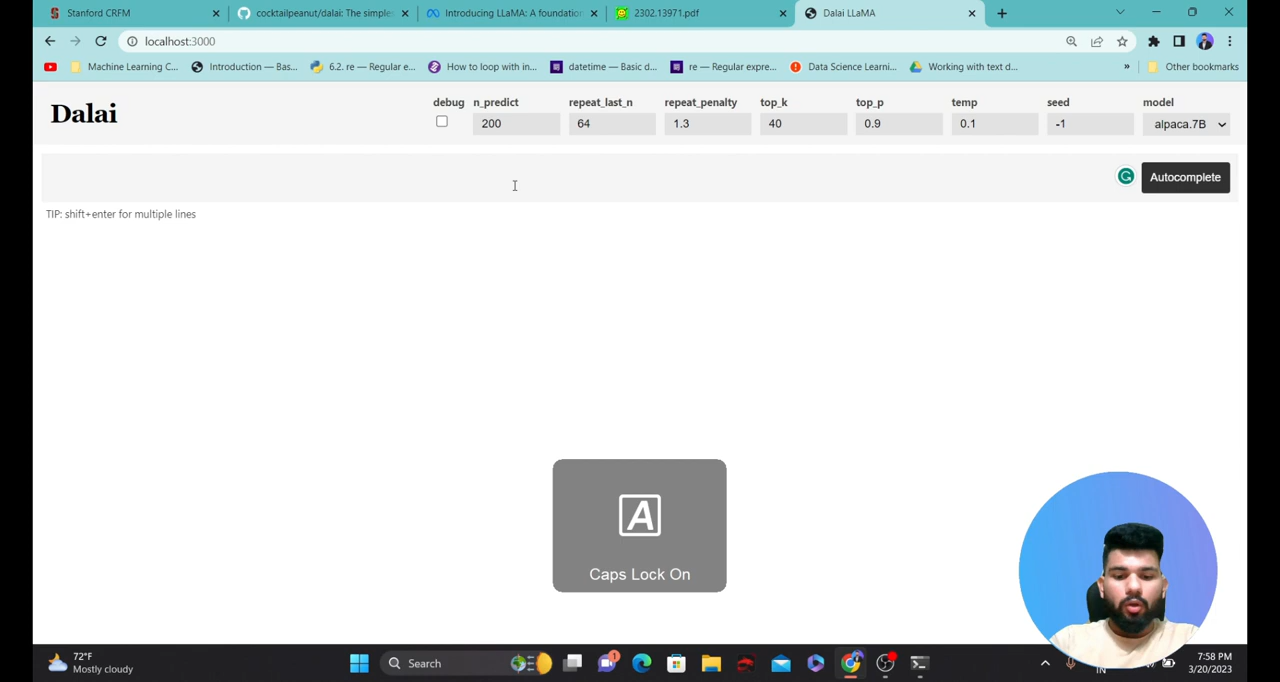 Stanford CRFM
cocktailpeanut/dalai: The simples
Introducing LLaMA: A foundation
2302.13971.pdf
Dalai LLaMA
localhost:3000
Machine Learning C...
Introduction — Bas...
6.2. re — Regular e...
How to loop with in...
datetime — Basic d...
re — Regular expre...
Data Science Learni...
Working with text d...
»
Other bookmarks
Dalai
debug n_predict repeat_last_n repeat_penalty top_k top_p temp seed model
200 64 1.3 40 0.9 0.1 -1 alpaca.7B
Autocomplete
TIP: shift+enter for multiple lines
A
Caps Lock On
72°F
Mostly cloudy
Search
1
IN
7:58 PM
3/20/2023